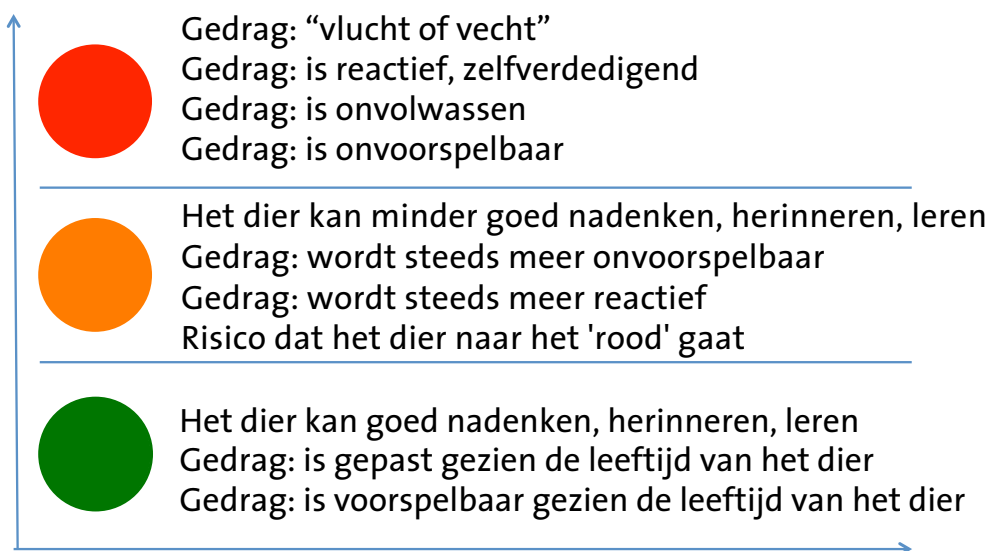 Gedrag: “vlucht of vecht”
Gedrag: is reactief, zelfverdedigend
Gedrag: is onvolwassen
Gedrag: is onvoorspelbaar
Het dier kan minder goed nadenken, herinneren, leren
Gedrag: wordt steeds meer onvoorspelbaar
Gedrag: wordt steeds meer reactief
Risico dat het dier naar het 'rood' gaat
Het dier kan goed nadenken, herinneren, leren
Gedrag: is gepast gezien de leeftijd van het dier
Gedrag: is voorspelbaar gezien de leeftijd van het dier